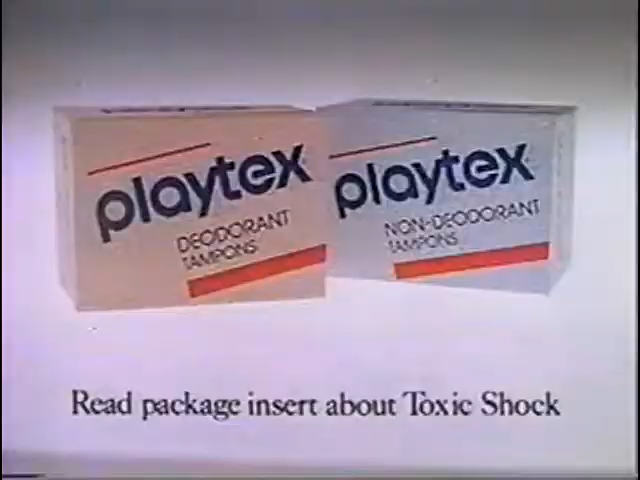 playtex
DEODORANT
TAMPONS
playtex
NON-DEODORANT
TAMPONS
Read package insert about Toxic Shock